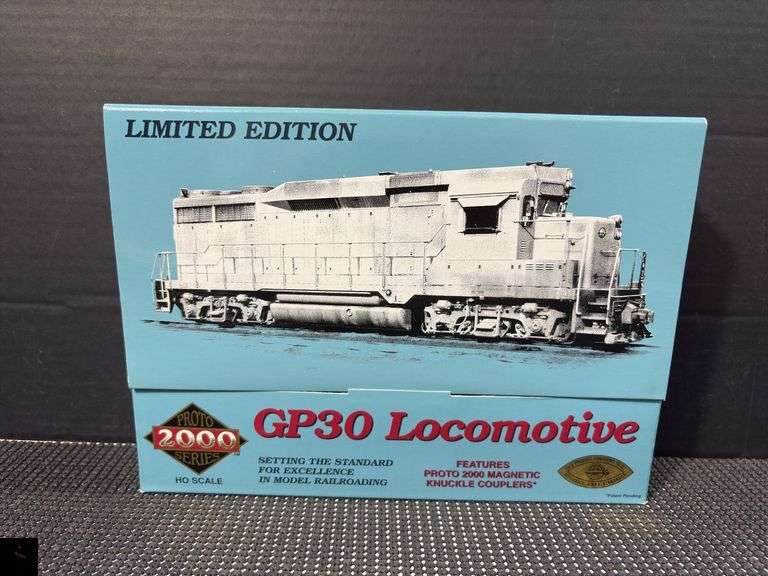 LIMITED EDITION
PROTO
2000
SERIES
HO SCALE
GP30 Locomotive
SETTING THE STANDARD
FOR EXCELLENCE
IN MODEL RAILROADING
FEATURES
PROTO 2000 MAGNETIC
KNUCKLE COUPLERS*
*Patent Pending